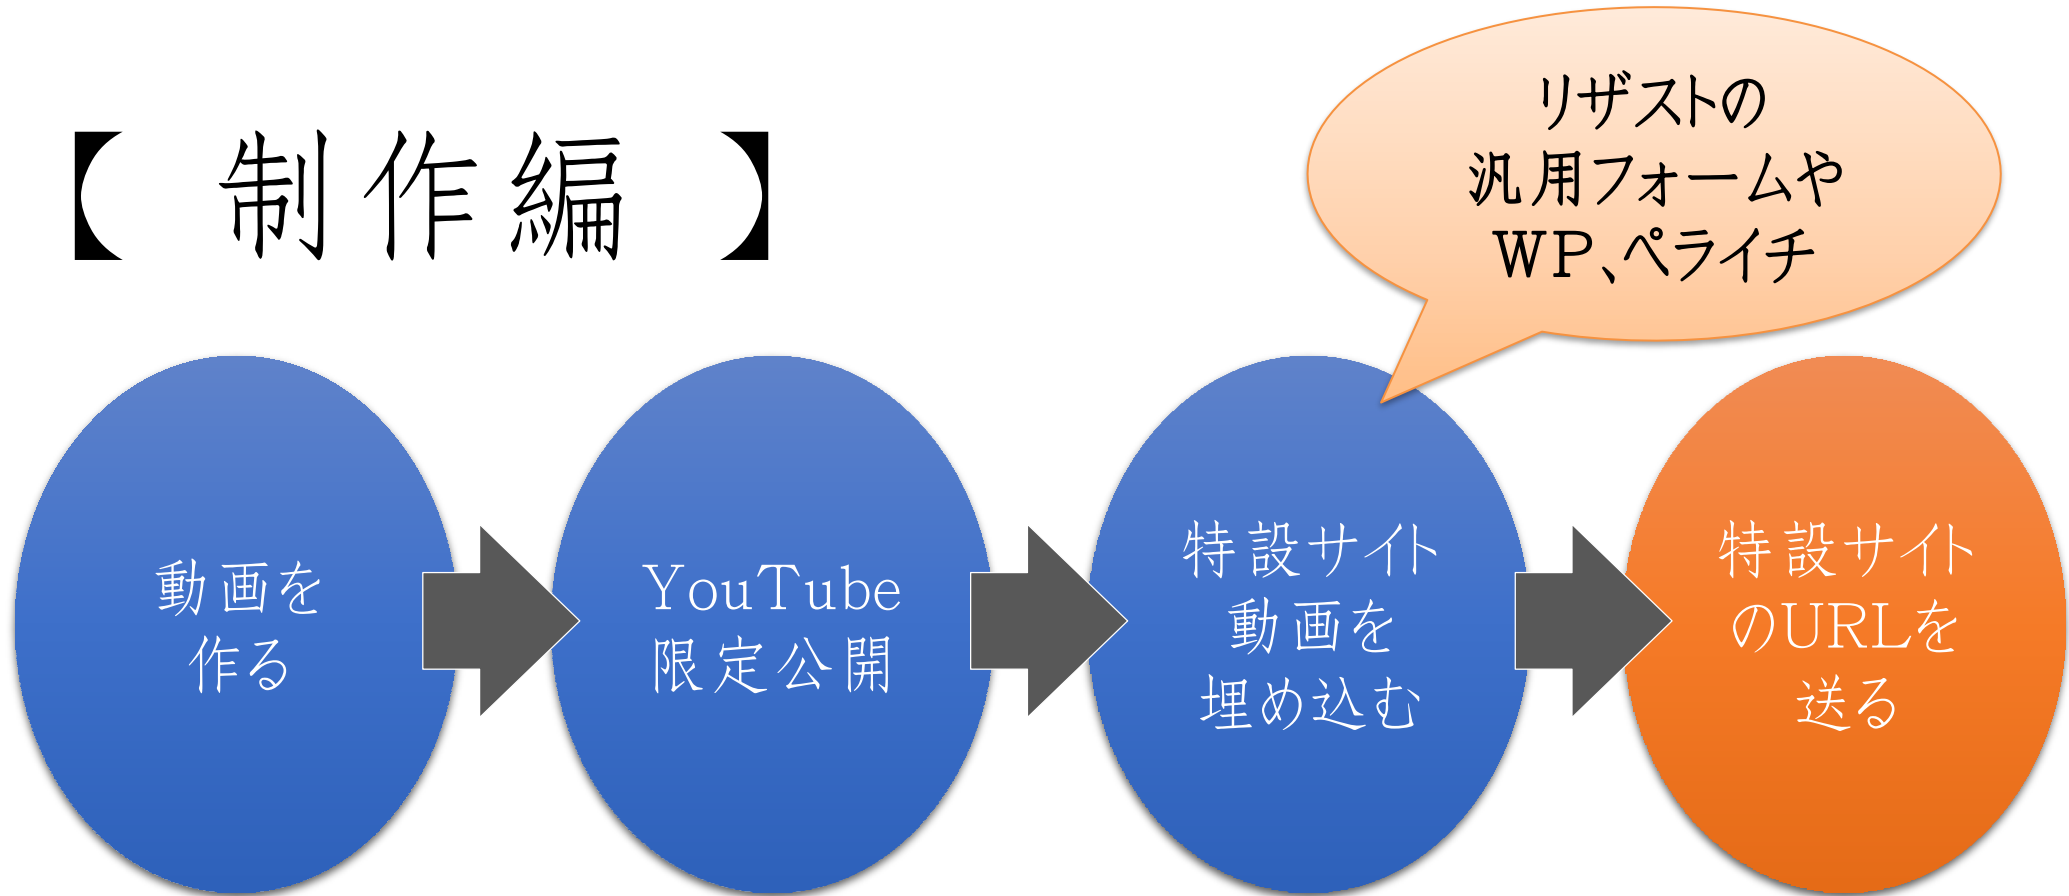 【 制作編 】
リザストの
汎用フォームや
WP、ペライチ
動画を
作る
YouTube
限定公開
特設サイト
動画を
埋め込む
特設サイト
のURLを
送る